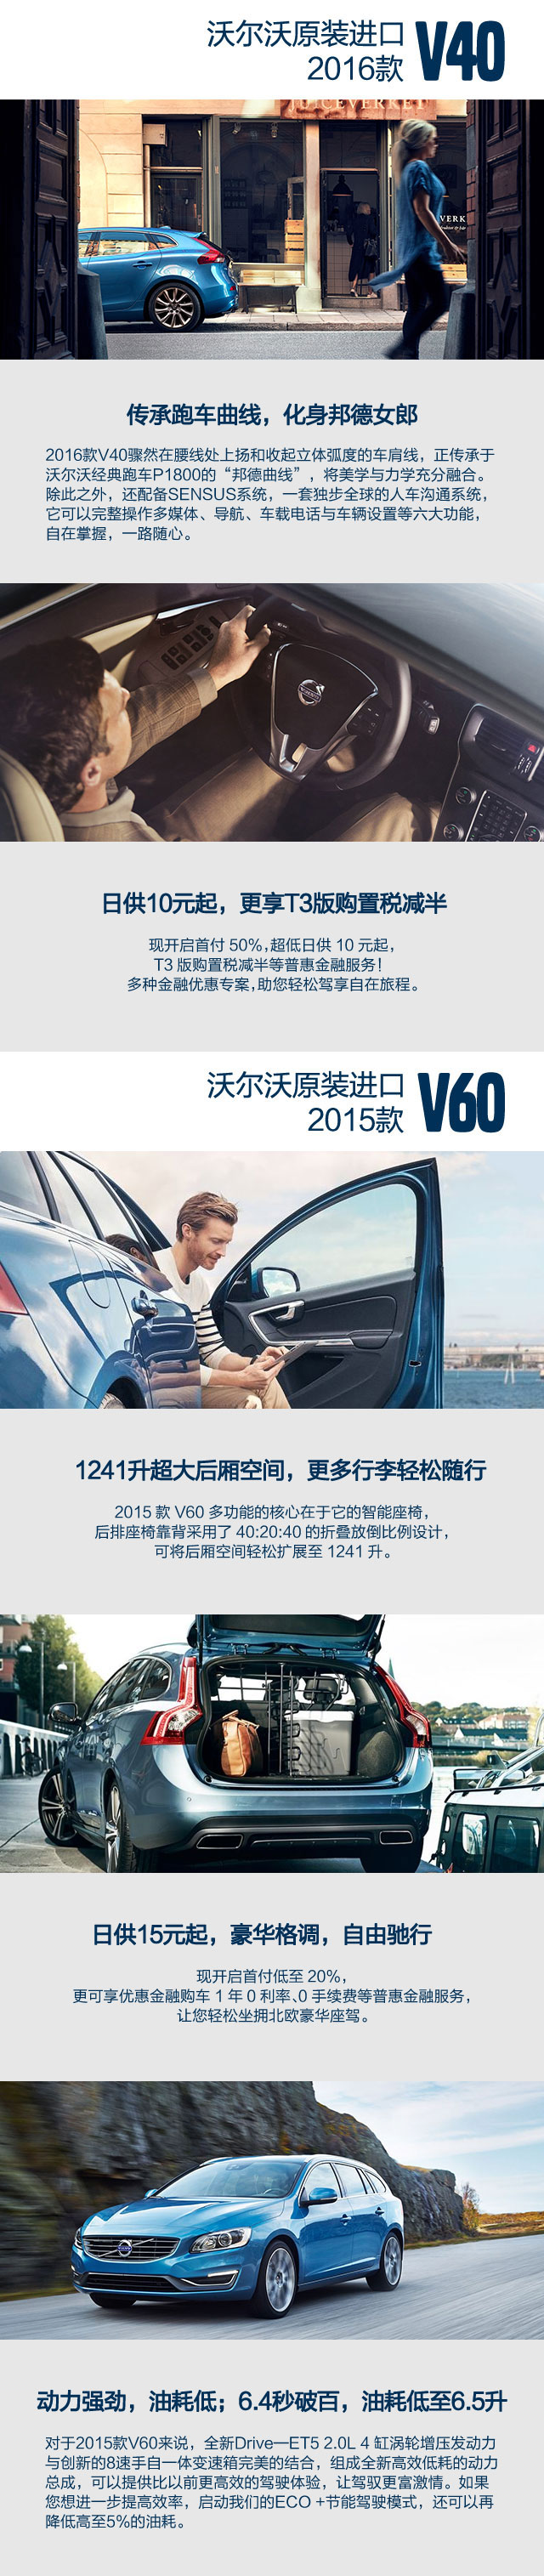 沃尔沃原装进口
2016款
V40
JUICEVERKET
VERK
传承跑车曲线，化身邦德女郎
2016款V40骤然在腰线处上扬和收起立体弧度的车肩线，正传承于
沃尔沃经典跑车P1800的“邦德曲线”，将美学与力学充分融合。
除此之外，还配备SENSUS系统，一套独步全球的人车沟通系统，
它可以完整操作多媒体、导航、车载电话与车辆设置等六大功能，
自在掌握，一路随心。
日供10元起，更享T3版购置税减半
现开启首付 50%，超低日供 10 元起，
T3 版购置税减半等普惠金融服务！
多种金融优惠专案，助您轻松驾享自在旅程。
沃尔沃原装进口
2015款
V60
1241升超大后厢空间，更多行李轻松随行
2015 款 V60 多功能的核心在于它的智能座椅，
后排座椅靠背采用了 40:20:40 的折叠放倒比例设计，
可将后厢空间轻松扩展至 1241 升。
日供15元起，豪华格调，自由驰行
现开启首付低至 20%，
更可享优惠金融购车 1 年 0 利率、0 手续费等普惠金融服务，
让您轻松坐拥北欧豪华座驾。
动力强劲，油耗低；6.4秒破百，油耗低至6.5升
对于2015款V60来说，全新Drive—ET5 2.0L 4 缸涡轮增压发动力
与创新的8速手自一体变速箱完美的结合，组成全新高效低耗的动力
总成，可以提供比以前更高效的驾驶体验，让驾驭更富激情。如果
您想进一步提高效率，启动我们的ECO +节能驾驶模式，还可以再
降低高至5%的油耗。